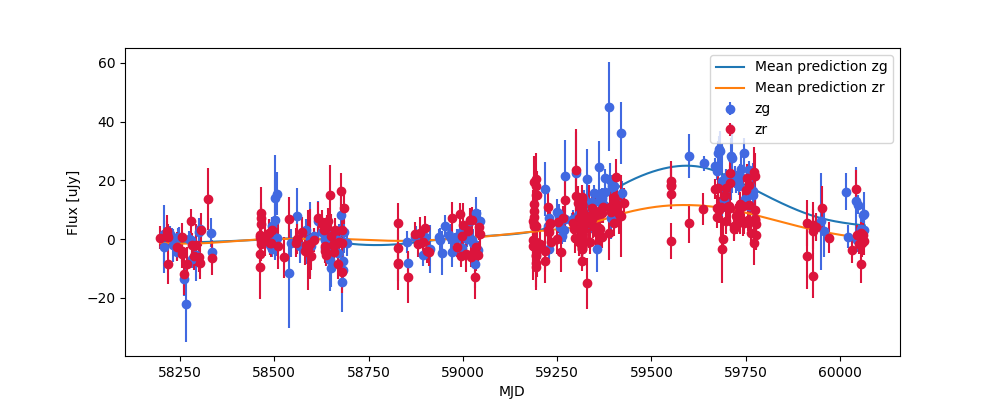 60
40
20
0
−20
Flux [uJy]
Mean prediction zg
Mean prediction zr
zg
zr
58250 58500 58750 59000 59250 59500 59750 60000
MJD